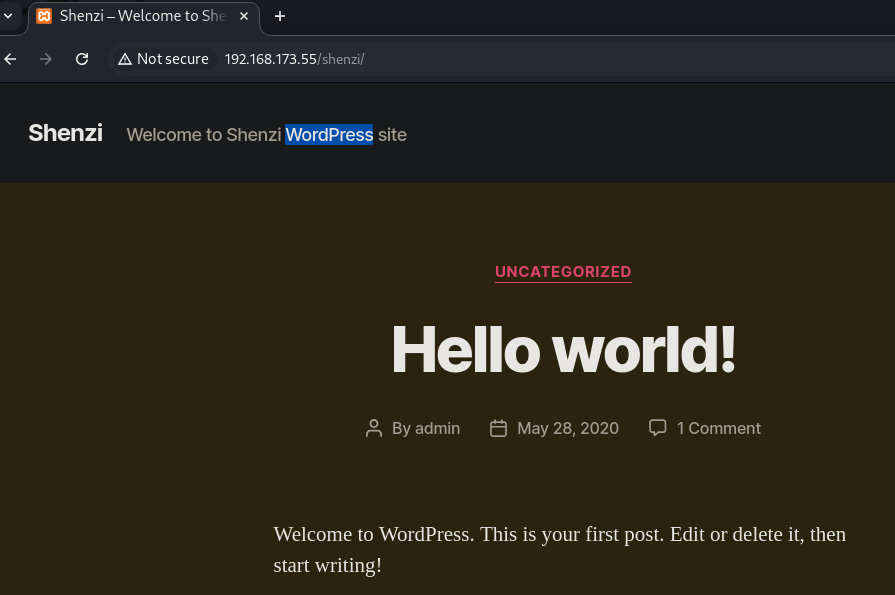 Shenzi – Welcome to She
Not secure 192.168.173.55/shenzi/
Shenzi Welcome to Shenzi WordPress site
UNCATEGORIZED
Hello world!
By admin May 28, 2020 1 Comment
Welcome to WordPress. This is your first post. Edit or delete it, then
start writing!